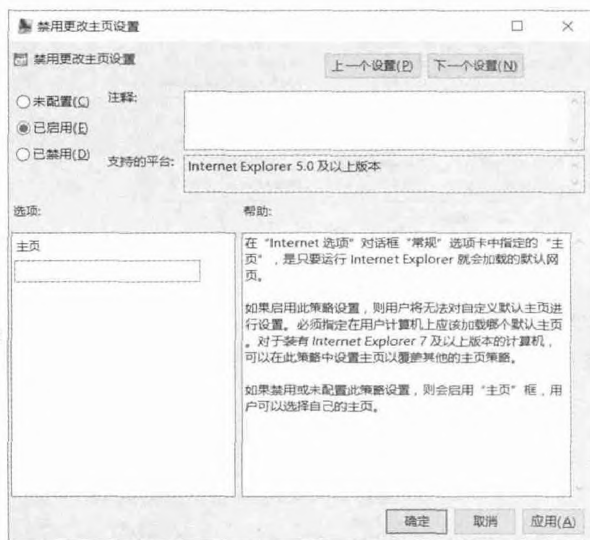 禁用更改主页设置
禁用更改主页设置
上一个设置(P)
下一个设置(N)
未配置(C)
注释:
已启用(E)
已禁用(D)
支持的平台:
Internet Explorer 5.0 及以上版本
选项:
帮助:
主页
在“Internet 选项”对话框“常规”选项卡中指定的“主
页”，是只要运行 Internet Explorer 就会加载的默认网
页。
如果启用此策略设置，则用户将无法对自定义默认主页进
行设置。必须指定在用户计算机上应该加载哪个默认主页
。对于装有 Internet Explorer 7 及以上版本的计算机，
可以在此策略中设置主页以覆盖其他的主页策略。
如果禁用或未配置此策略设置，则会启用“主页”框，用
户可以选择自己的主页。
确定
取消
应用(A)